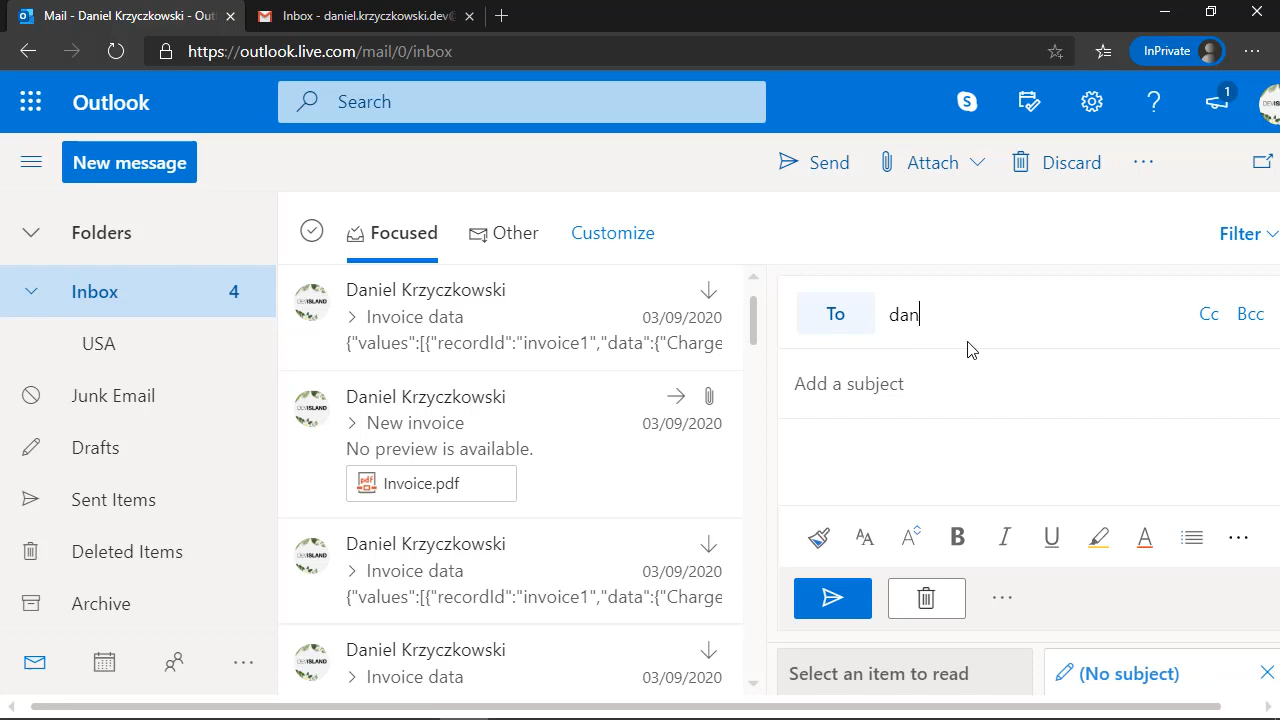 Mail - Daniel Krzyczkowski - Out
Inbox - daniel.krzyczkowski.dev@
https://outlook.live.com/mail/0/inbox
InPrivate
Outlook
Search
1
New message
Send
Attach
Discard
Folders
Focused
Other
Customize
Filter
Inbox 4
USA
Junk Email
Drafts
Sent Items
Deleted Items
Archive
Daniel Krzyczkowski
Invoice data 03/09/2020
{"values":[{"recordId":"invoice1","data":{"Charge
Daniel Krzyczkowski
New invoice 03/09/2020
No preview is available.
Invoice.pdf
Daniel Krzyczkowski
Invoice data 03/09/2020
{"values":[{"recordId":"invoice1","data":{"Charge
Daniel Krzyczkowski
Invoice data 03/09/2020
To dan Cc Bcc
Add a subject
Select an item to read
(No subject)